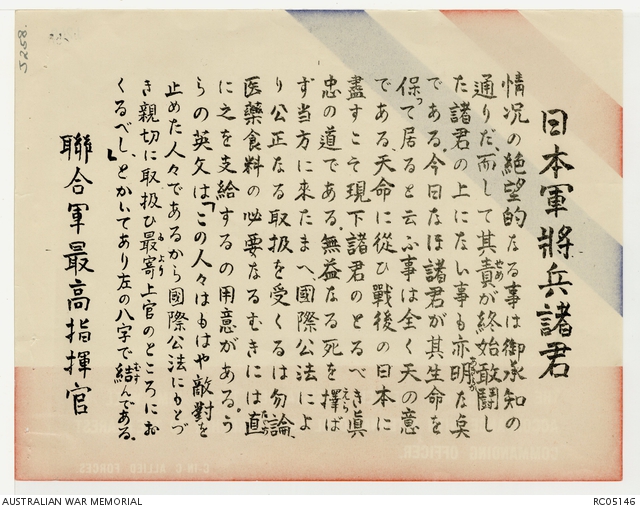 日本軍將兵諸君
情況の絶望的なる事は御承知の
通りだ、而して其責が終始敢鬪し
た諸君の上にない事も亦明な矣
である。今日なほ諸君が其生命を
保って居ると云ふ事は全く天の意
である。天命に從ひ戰後の日本に
盡すこそ現下諸君のとるべき眞
忠の道である。無益なる死を擇ば
ず当方に来たまへ、國際公法によ
り公正なる取扱を受くるは勿論
医藥食料の必要なるむきには直
に之を支給するの用意がある。う
らの英文は「この人々はもはや敵對を
止めた人々であるから國際公法にもとづ
き親切に取扱ひ最寄上官のところにお
くるべし」とかいてあり左の八字で結んである。
聯合軍最高指揮官
5258.
COMMANDING OFFICER.
C-IN-C ALLIED FORCES
AUSTRALIAN WAR MEMORIAL
RC05146